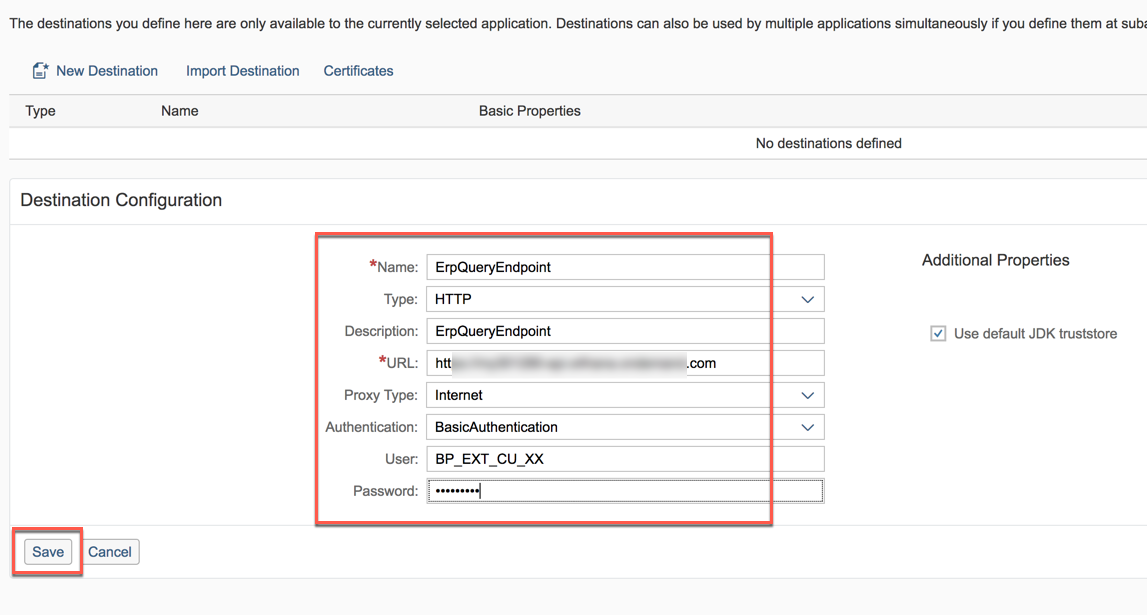 The destinations you define here are only available to the currently selected application. Destinations can also be used by multiple applications simultaneously if you define them at
New Destination Import Destination Certificates
Type Name Basic Properties
No destinations defined
Destination Configuration
*Name: ErpQueryEndpoint
Additional Properties
Type: HTTP
Description: ErpQueryEndpoint
Use default JDK truststore
*URL: htt .com
Proxy Type: Internet
Authentication: BasicAuthentication
User: BP_EXT_CU_XX
Password: •••••••••
Save Cancel